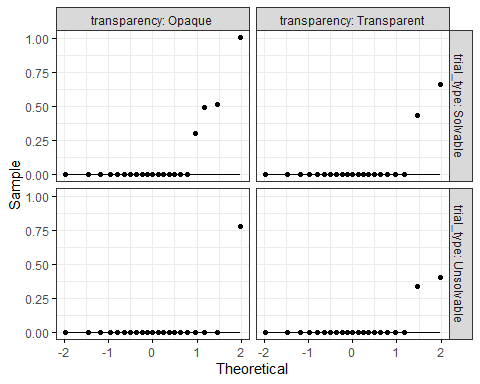 transparency: Opaque
transparency: Transparent
1.00
0.75
0.50
0.25
0.00
trial_type: Solvable
Sample
1.00
0.75
0.50
0.25
0.00
trial_type: Unsolvable
-2 -1 0 1 2 -2 -1 0 1 2
Theoretical